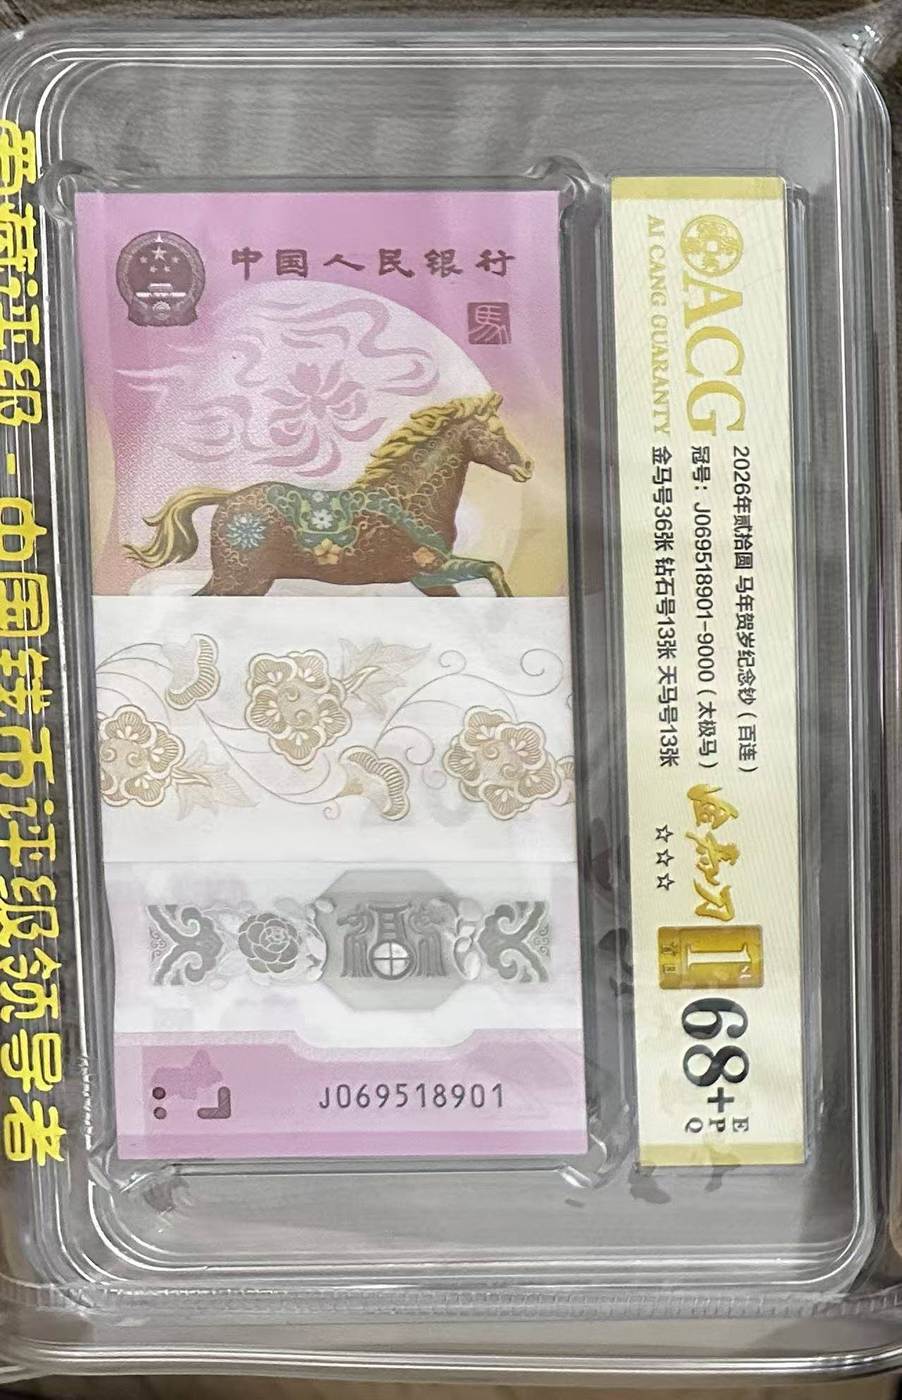 中国人民银行
馬
J069518901
ACG
AI CANG GUARANTY
2026年贰拾圆 马年贺岁纪念钞（百连）
冠号：J069518901-9000（太极马）
金马号36张 钻石号13张 天马号13张
☆☆☆
1
68+
EPQ
爱藏评级-中国钱币评级领导者